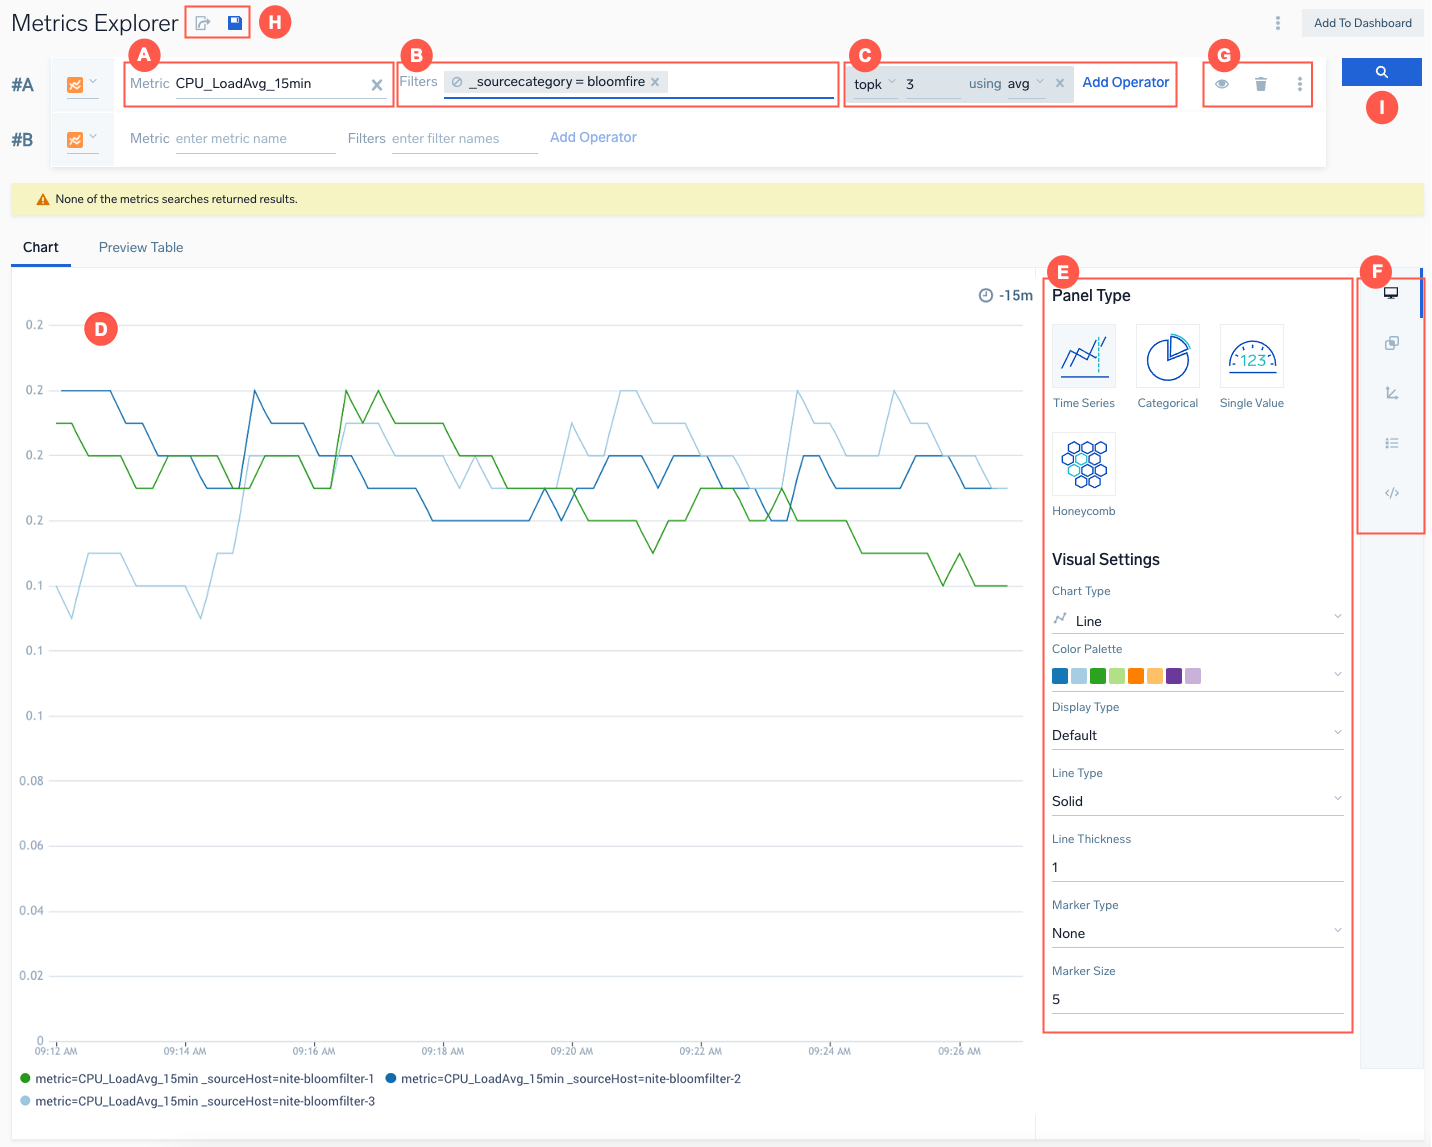 Metrics Explorer H Add To Dashboard
A B C G
#A Metric CPU_LoadAvg_15min Filters _sourcecategory = bloomfire topk 3 using avg Add Operator
I
#B Metric enter metric name Filters enter filter names Add Operator
None of the metrics searches returned results.
Chart Preview Table
E F
-15m Panel Type
D
0.2
0.2
0.2
0.2
0.1
0.1
0.1
0.08
0.06
0.04
0.02
0
09:12 AM 09:14 AM 09:16 AM 09:18 AM 09:20 AM 09:22 AM 09:24 AM 09:26 AM
metric=CPU_LoadAvg_15min _sourceHost=nite-bloomfilter-1 metric=CPU_LoadAvg_15min _sourceHost=nite-bloomfilter-2
metric=CPU_LoadAvg_15min _sourceHost=nite-bloomfilter-3
123
Time Series Categorical Single Value
Honeycomb
Visual Settings
Chart Type
Line
Color Palette
Display Type
Default
Line Type
Solid
Line Thickness
1
Marker Type
None
Marker Size
5